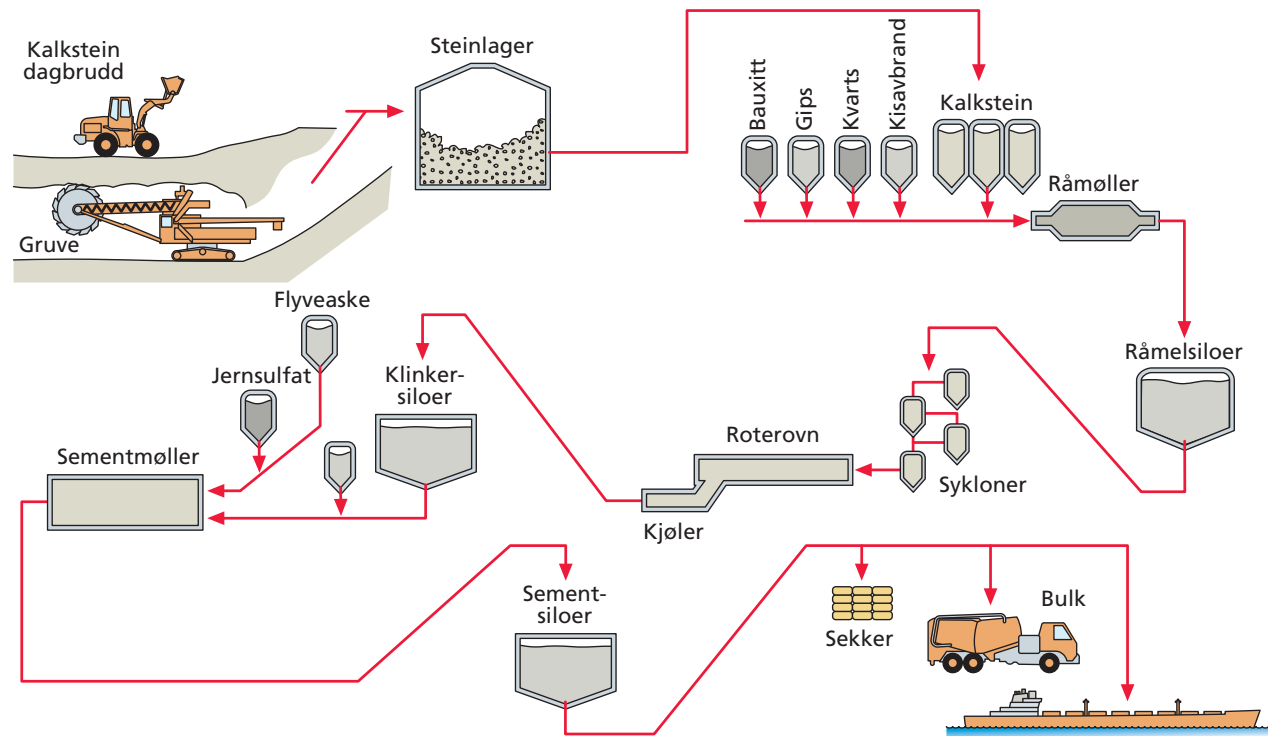 Kalkstein
dagbrudd
Gruve
Steinlager
Bauxitt
Gips
Kvarts
Kisavbrand
Kalkstein
Råmøller
Råmelsiloer
Sykloner
Roterovn
Kjøler
Klinker-
siloer
Flyveaske
Jernsulfat
Sementmøller
Sement-
siloer
Sekker
Bulk